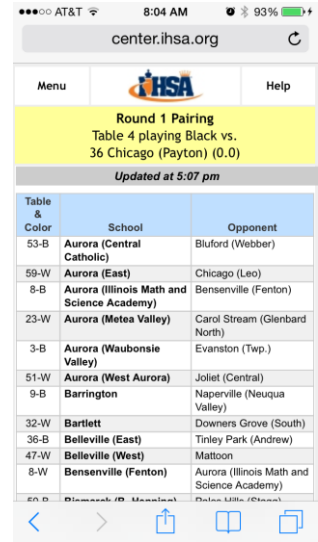 AT&T 8:04 AM 93%
center.ihsa.org
Menu IHSA Help
Round 1 Pairing
Table 4 playing Black vs.
36 Chicago (Payton) (0.0)
Updated at 5:07 pm
Table
&
Color School Opponent
53-B Aurora (Central Bluford (Webber)
Catholic)
59-W Aurora (East) Chicago (Leo)
8-B Aurora (Illinois Math and Bensenville (Fenton)
Science Academy)
23-W Aurora (Metea Valley) Carol Stream (Glenbard
North)
3-B Aurora (Waubonsie Evanston (Twp.)
Valley)
51-W Aurora (West Aurora) Joliet (Central)
9-B Barrington Naperville (Neuqua
Valley)
32-W Bartlett Downers Grove (South)
36-B Belleville (East) Tinley Park (Andrew)
47-W Belleville (West) Mattoon
8-W Bensenville (Fenton) Aurora (Illinois Math and
Science Academy)